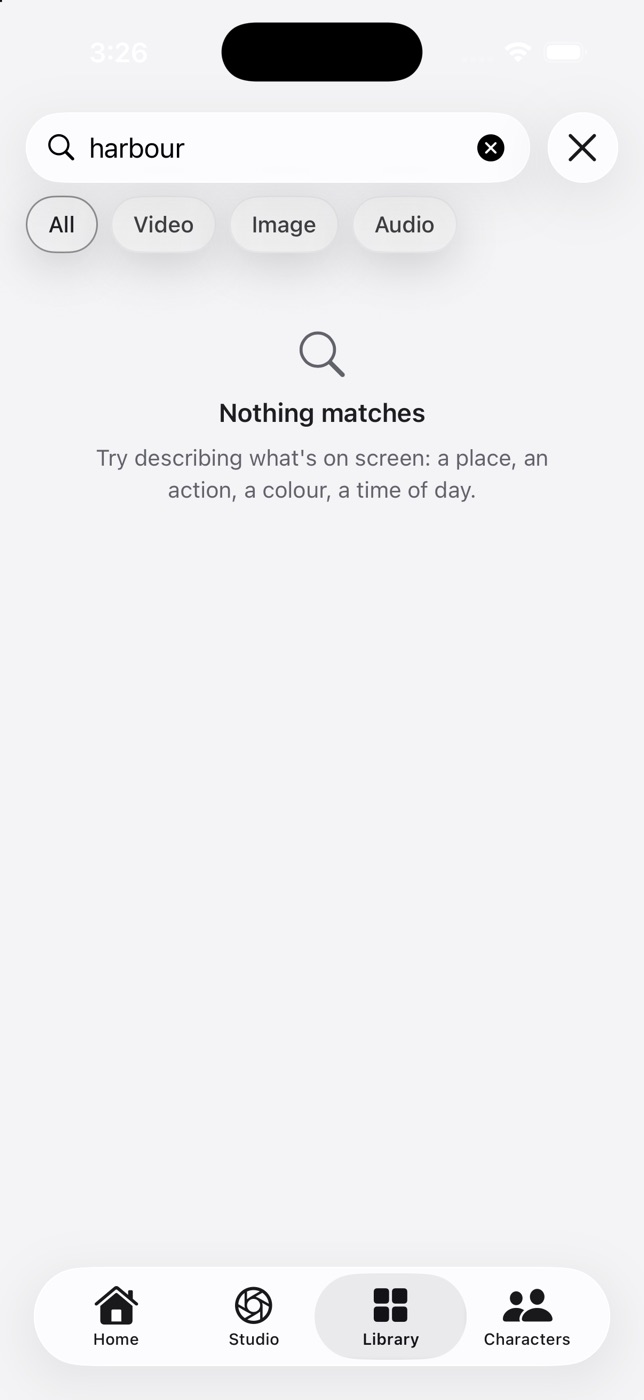 3:26
harbour
All
Video
Image
Audio
Nothing matches
Try describing what's on screen: a place, an
action, a colour, a time of day.
Home
Studio
Library
Characters